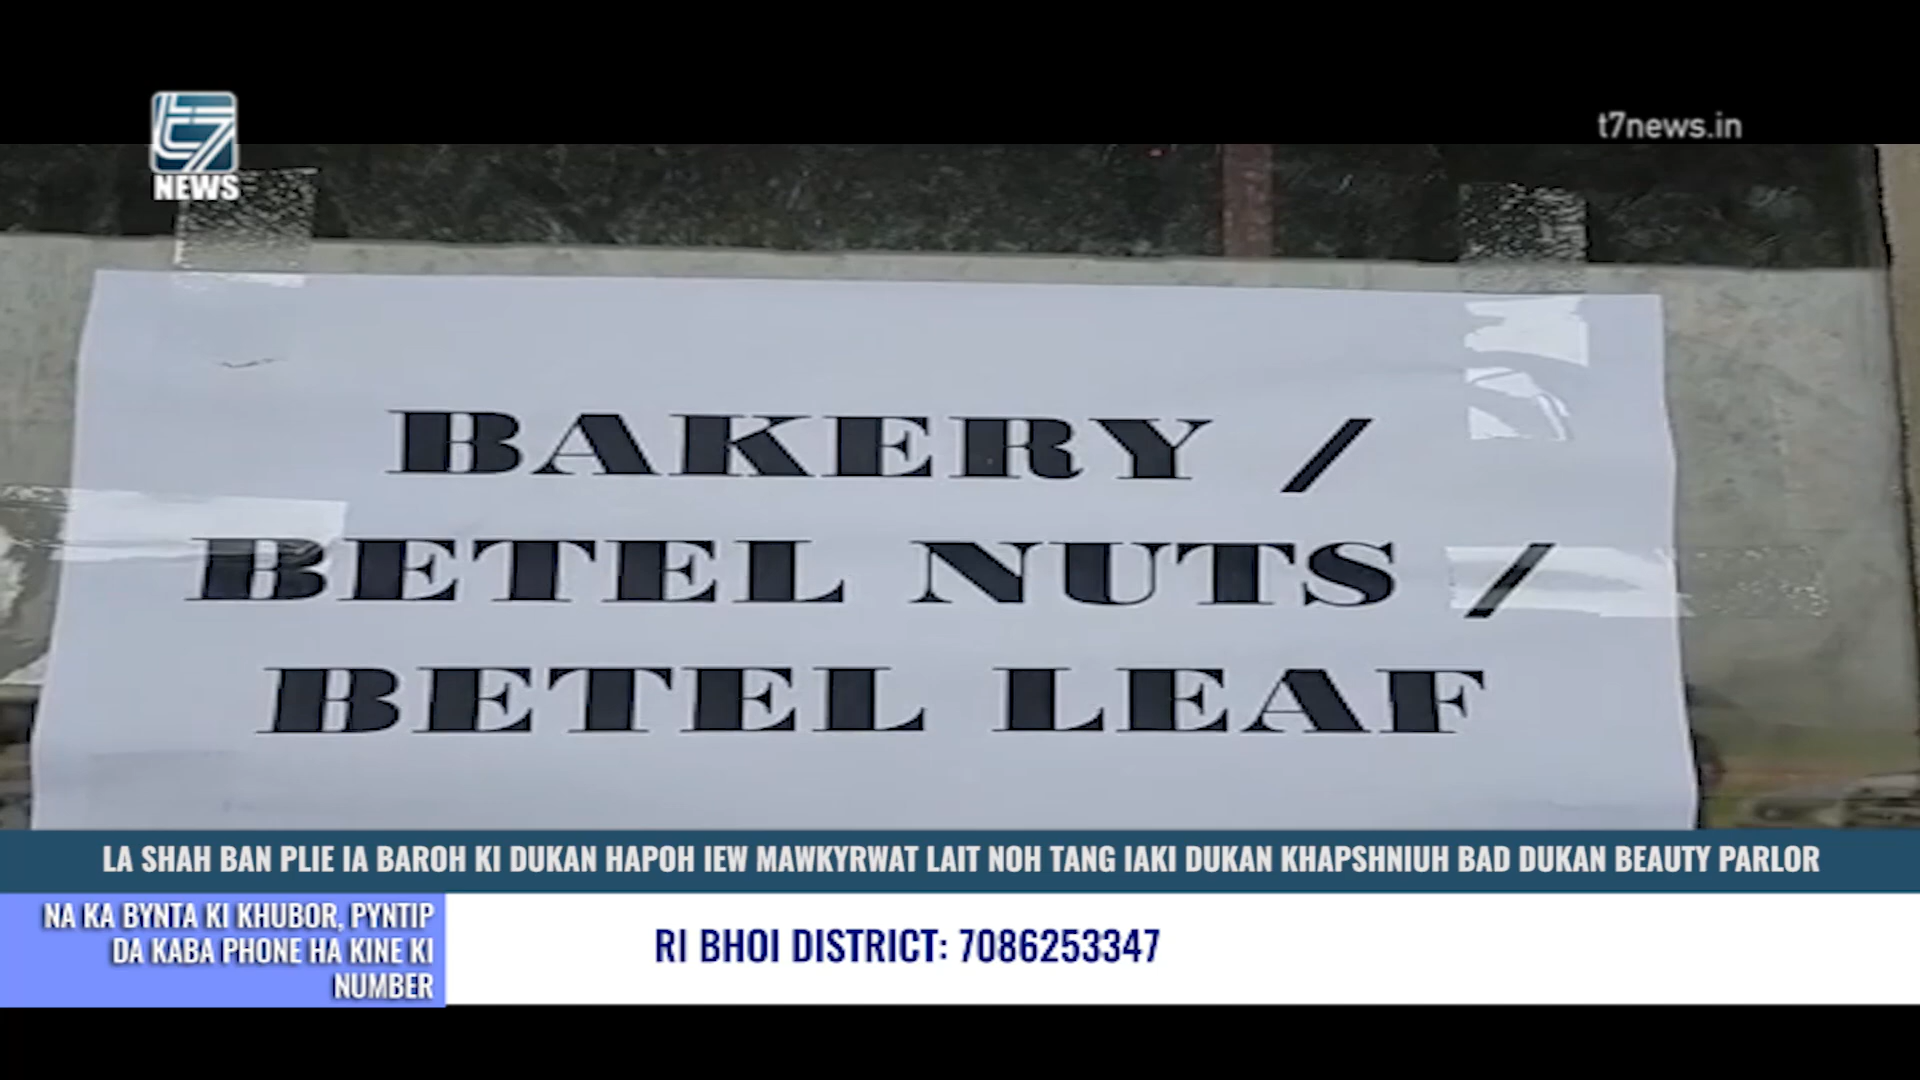 t7
NEWS
t7news.in
BAKERY /
BETEL NUTS /
BETEL LEAF
LA SHAH BAN PLIE IA BAROH KI DUKAN HAPOH IEW MAWKYRWAT LAIT NOH TANG IAKI DUKAN KHAPSHNIUH BAD DUKAN BEAUTY PARLOR
NA KA BYNTA KI KHUBOR, PYNTIP
DA KABA PHONE HA KINE KI
NUMBER
RI BHOI DISTRICT: 7086253347